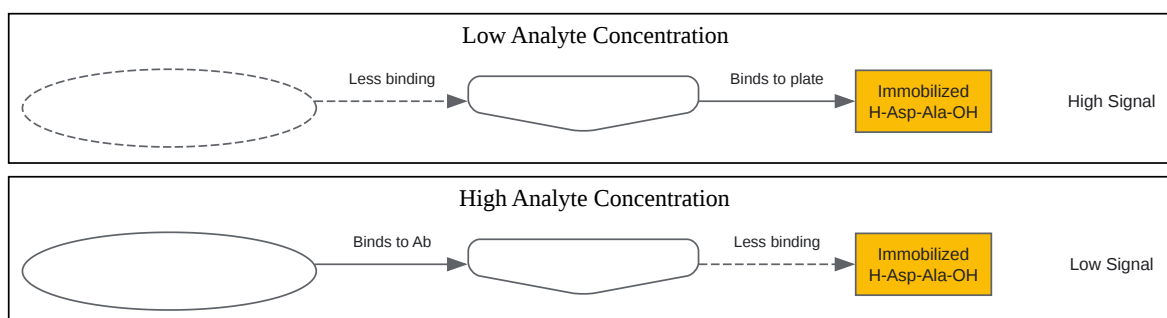 Low Analyte Concentration
Less binding
Binds to plate
Immobilized
H-Asp-Ala-OH
High Signal
High Analyte Concentration
Binds to Ab
Less binding
Immobilized
H-Asp-Ala-OH
Low Signal